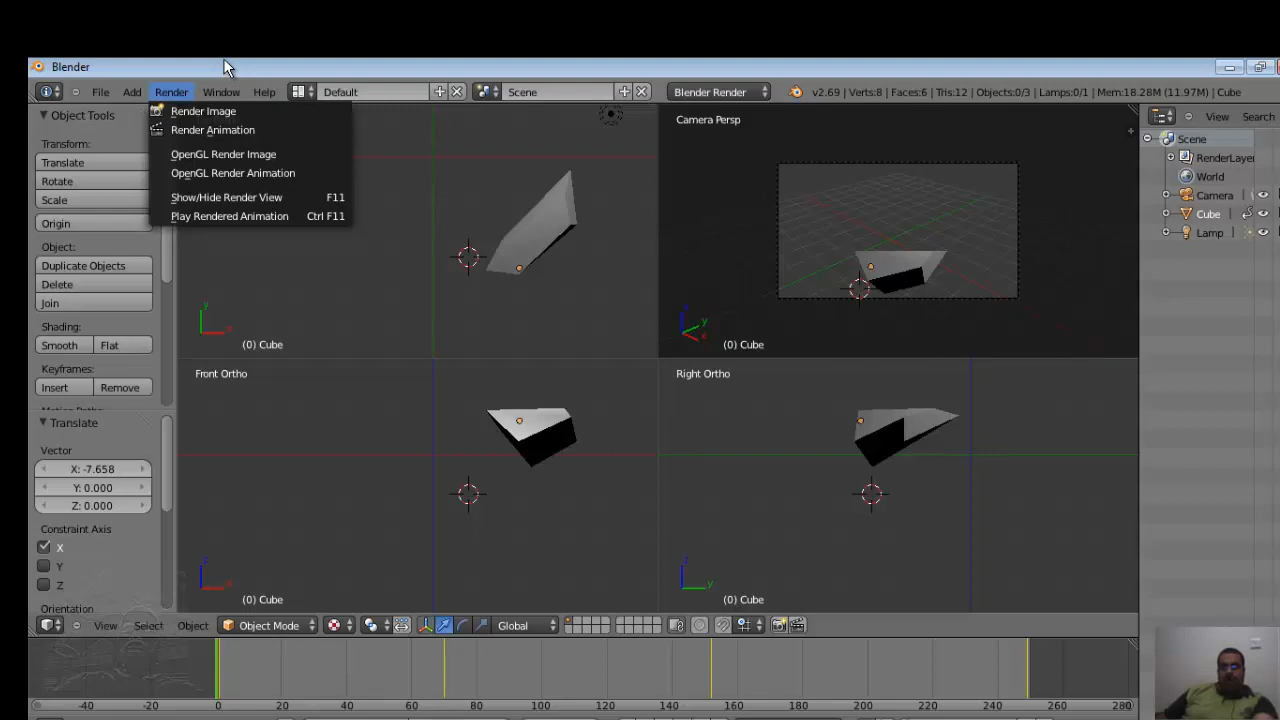 Blender
File Add Render Window Help Default Scene Blender Render v2.69 | Verts:8 | Faces:6 | Tris:12 | Objects:0/3 | Lamps:0/1 | Mem:18.28M (11.97M) | Cube
View Search
Render Image
Render Animation
OpenGL Render Image
OpenGL Render Animation
Show/Hide Render View F11
Play Rendered Animation Ctrl F11
Object Tools
Transform:
Translate
Rotate
Scale
Origin
Object:
Duplicate Objects
Delete
Join
Shading:
Smooth Flat
Keyframes:
Insert Remove
Translate
Vector
X: -7.658
Y: 0.000
Z: 0.000
Constraint Axis
X
Y
Z
Orientation
y
x
(0) Cube
Camera Persp
z
y
x
(0) Cube
Front Ortho
z
x
(0) Cube
Right Ortho
z
y
(0) Cube
Scene
RenderLayer
World
Camera
Cube
Lamp
View Select Object Object Mode Global
-40 -20 0 20 40 60 80 100 120 140 160 180 200 220 240 260 280